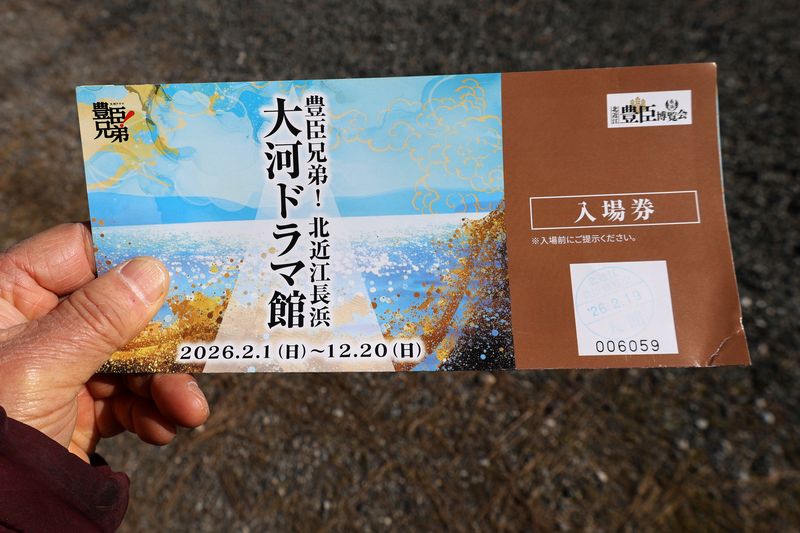 豊臣兄弟!
豊臣兄弟! 北近江長浜
大河ドラマ館
2026.2.1(日)~12.20(日)
北近江 豊臣博覧会
入場券
※入場前にご提示ください。
'26.2.19
006059